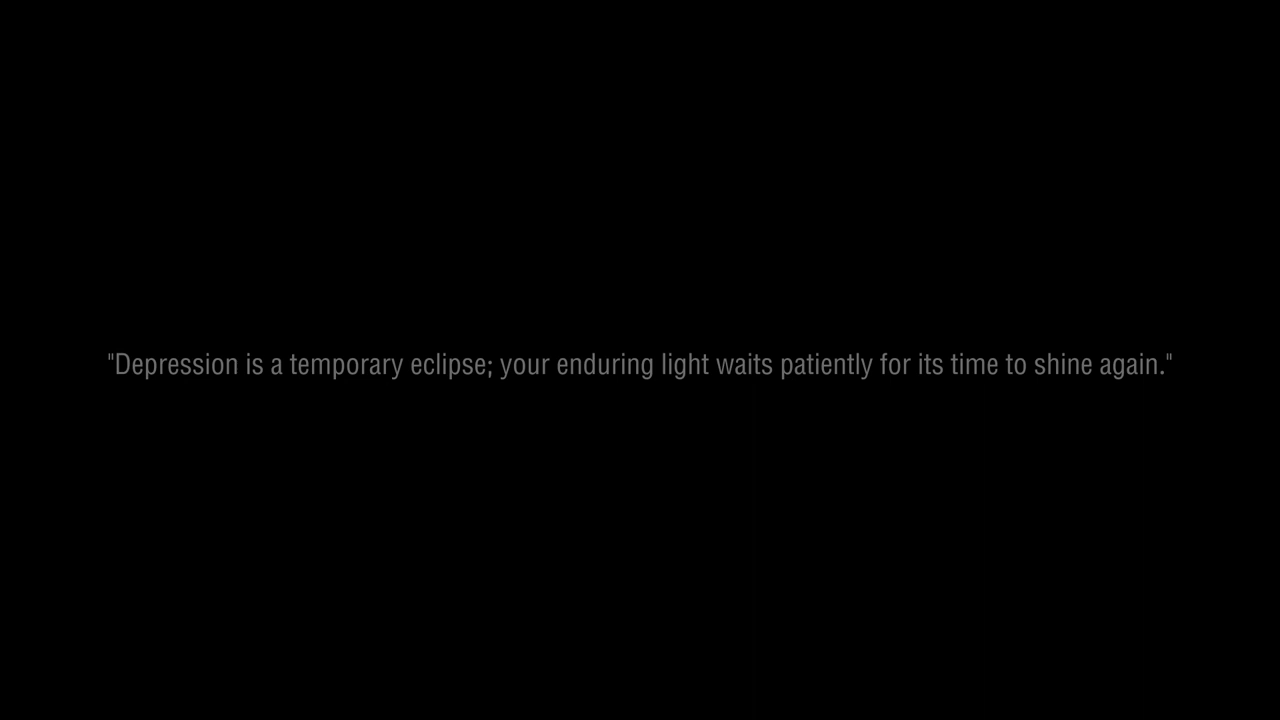 "Depression is a temporary eclipse; your enduring light waits patiently for its time to shine again."